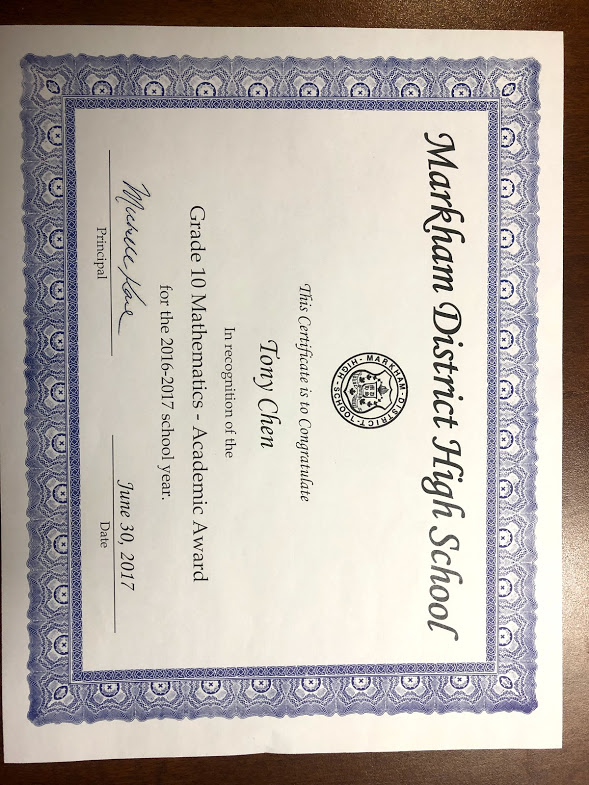 Markham District High School
MARKHAM · DISTRICT · HIGH · SCHOOL ·
This Certificate is to Congratulate
Tony Chen
In recognition of the
Grade 10 Mathematics - Academic Award
for the 2016-2017 school year.
Michelle Kane June 30, 2017
Principal Date